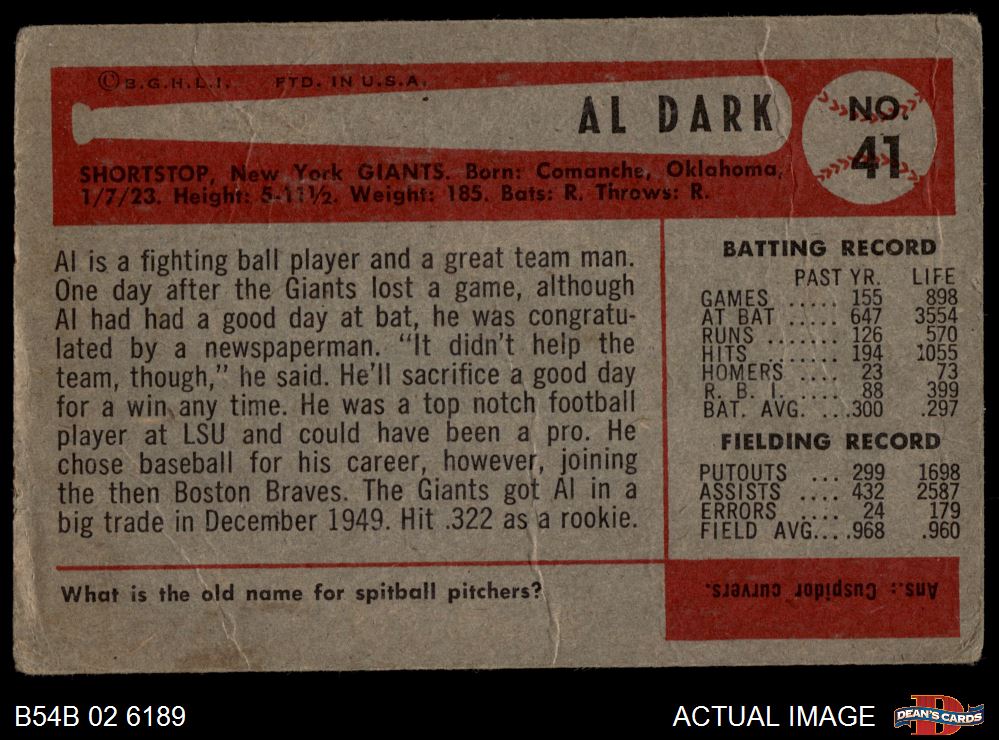 ©B.G.H.L.I. PTD. IN U.S.A.
AL DARK
NO.
41
SHORTSTOP, New York GIANTS. Born: Comanche, Oklahoma,
1/7/23. Height: 5-11½. Weight: 185. Bats: R. Throws: R.
Al is a fighting ball player and a great team man.
One day after the Giants lost a game, although
Al had had a good day at bat, he was congratu-
lated by a newspaperman. "It didn't help the
team, though," he said. He'll sacrifice a good day
for a win any time. He was a top notch football
player at LSU and could have been a pro. He
chose baseball for his career, however, joining
the then Boston Braves. The Giants got Al in a
big trade in December 1949. Hit .322 as a rookie.
BATTING RECORD
PAST YR. LIFE
GAMES ..... 155 898
AT BAT ..... 647 3554
RUNS ...... 126 570
HITS ....... 194 1055
HOMERS .... 23 73
R. B. I. .... 88 399
BAT. AVG. ...300 .297
FIELDING RECORD
PUTOUTS ... 299 1698
ASSISTS .... 432 2587
ERRORS .... 24 179
FIELD AVG.... .968 .960
What is the old name for spitball pitchers?
Ans.: Cuspidor curvers.
B54B 02 6189
ACTUAL IMAGE
D
DEAN'S CARDS